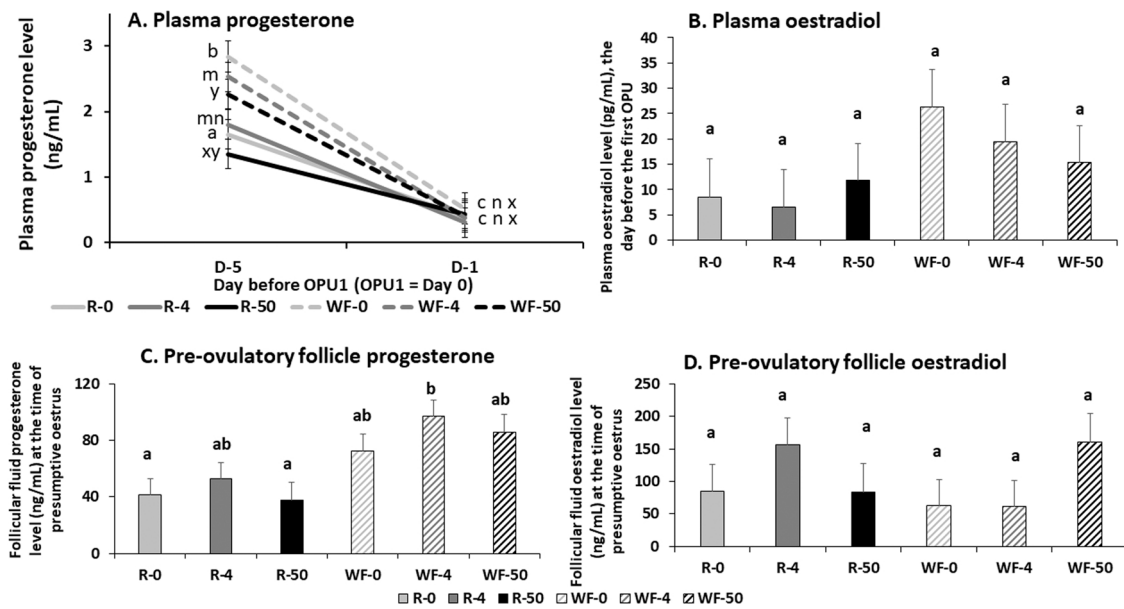 A. Plasma progesterone
Plasma progesterone level
(ng/mL)
3
2
1
0
b
m
y
mn
a
xy
c n x
c n x
D-5
D-1
Day before OPU1 (OPU1 = Day 0)
R-0 R-4 R-50 WF-0 WF-4 WF-50
B. Plasma oestradiol
Plasma oestradiol level (pg/mL), the
day before the first OPU
40
35
30
25
20
15
10
5
0
a a a a a a
R-0 R-4 R-50 WF-0 WF-4 WF-50
C. Pre-ovulatory follicle progesterone
Follicular fluid progesterone
level (ng/mL) at the time of
presumptive oestrus
120
80
40
0
a ab a ab b ab
R-0 R-4 R-50 WF-0 WF-4 WF-50
D. Pre-ovulatory follicle oestradiol
Follicular fluid oestradiol level
(ng/mL) at the time of
presumptive oestrus
250
200
150
100
50
0
a a a a a a
R-0 R-4 R-50 WF-0 WF-4 WF-50
R-0 R-4 R-50 WF-0 WF-4 WF-50